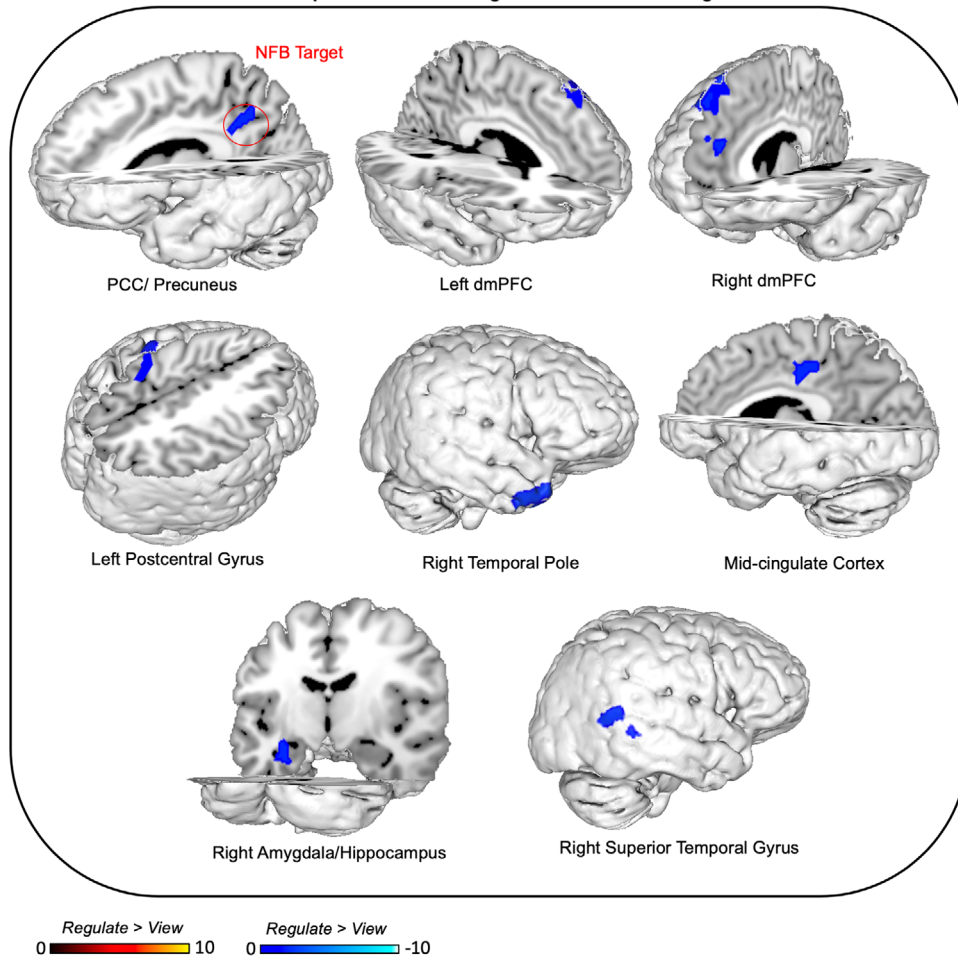 NFB Target
PCC/ Precuneus
Left dmPFC
Right dmPFC
Left Postcentral Gyrus
Right Temporal Pole
Mid-cingulate Cortex
Right Amygdala/Hippocampus
Right Superior Temporal Gyrus
Regulate > View
Regulate > View
0 10
0 -10